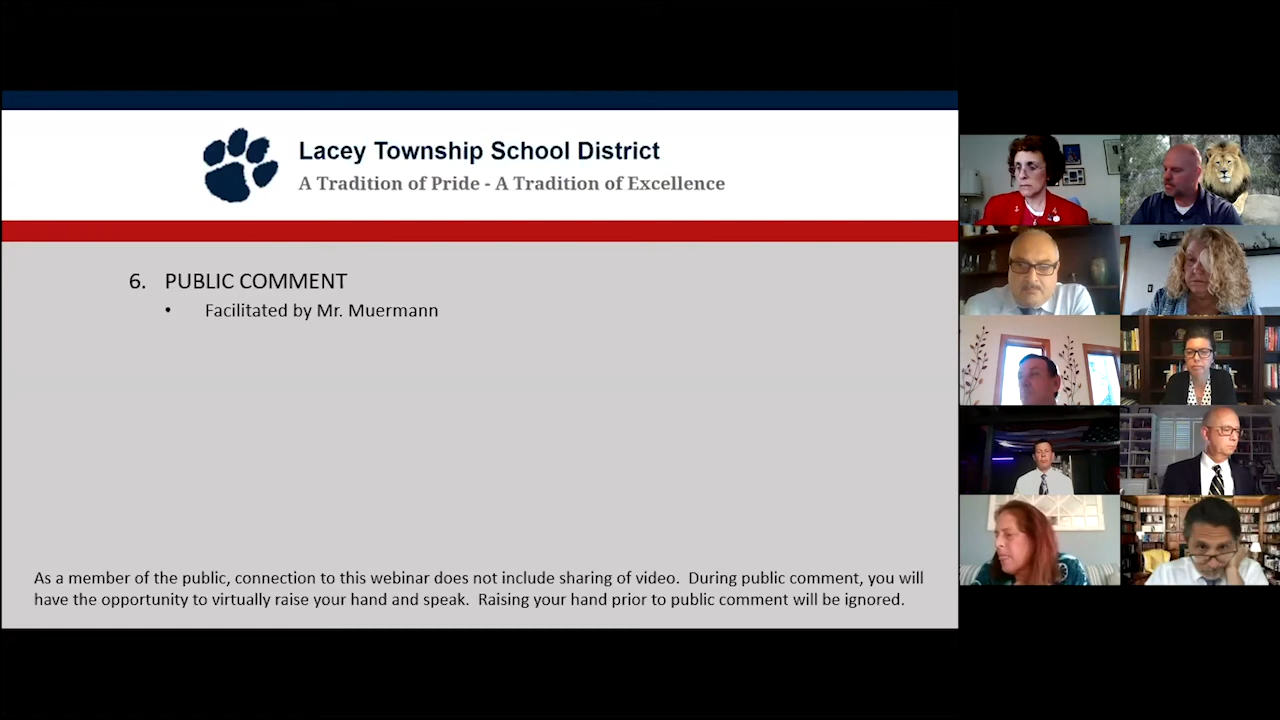 Lacey Township School District
A Tradition of Pride - A Tradition of Excellence
6. PUBLIC COMMENT
• Facilitated by Mr. Muermann
As a member of the public, connection to this webinar does not include sharing of video. During public comment, you will
have the opportunity to virtually raise your hand and speak. Raising your hand prior to public comment will be ignored.